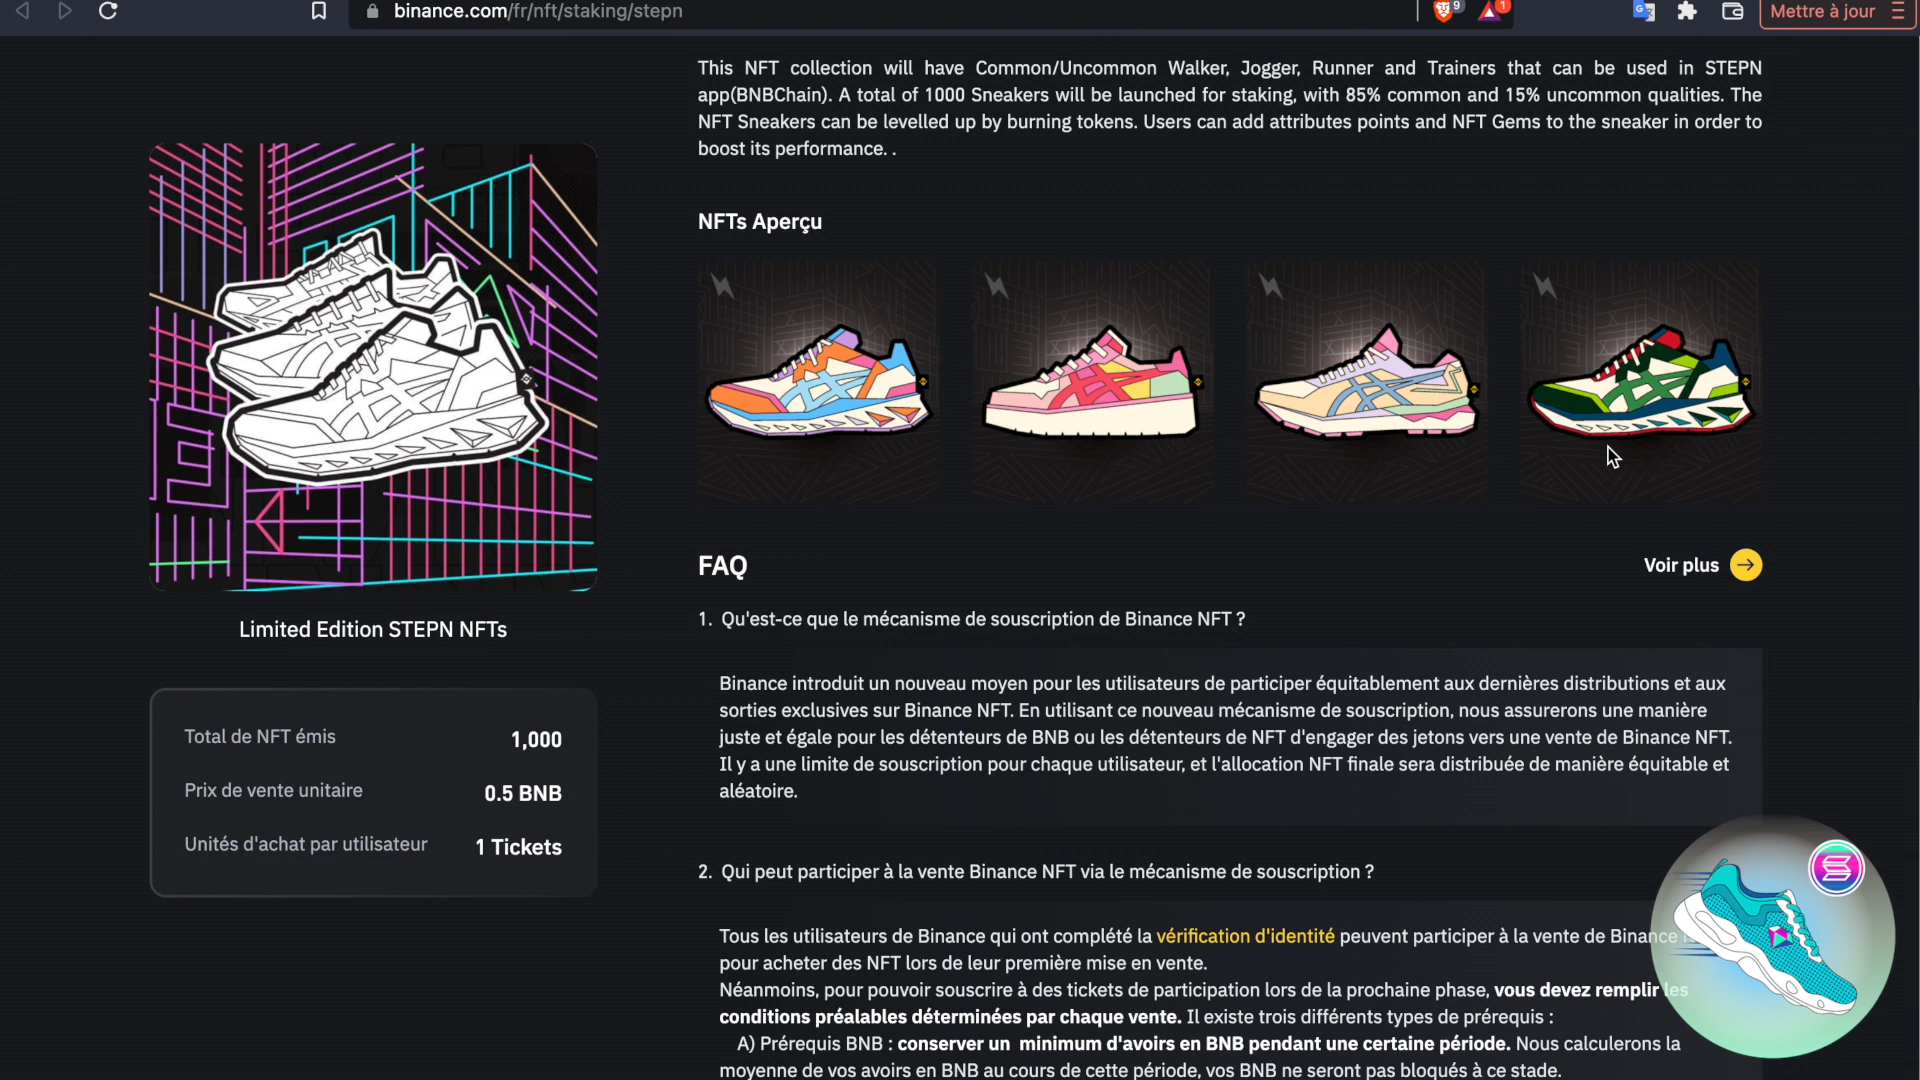 binance.com/fr/nft/staking/stepn
9
1
Mettre à jour
This NFT collection will have Common/Uncommon Walker, Jogger, Runner and Trainers that can be used in STEPN
app(BNBChain). A total of 1000 Sneakers will be launched for staking, with 85% common and 15% uncommon qualities. The
NFT Sneakers can be levelled up by burning tokens. Users can add attributes points and NFT Gems to the sneaker in order to
boost its performance. .
NFTs Aperçu
FAQ
Voir plus
Limited Edition STEPN NFTs
Total de NFT émis 1,000
Prix de vente unitaire 0.5 BNB
Unités d'achat par utilisateur 1 Tickets
1. Qu'est-ce que le mécanisme de souscription de Binance NFT ?
Binance introduit un nouveau moyen pour les utilisateurs de participer équitablement aux dernières distributions et aux
sorties exclusives sur Binance NFT. En utilisant ce nouveau mécanisme de souscription, nous assurerons une manière
juste et égale pour les détenteurs de BNB ou les détenteurs de NFT d'engager des jetons vers une vente de Binance NFT.
Il y a une limite de souscription pour chaque utilisateur, et l'allocation NFT finale sera distribuée de manière équitable et
aléatoire.
2. Qui peut participer à la vente Binance NFT via le mécanisme de souscription ?
Tous les utilisateurs de Binance qui ont complété la vérification d'identité peuvent participer à la vente de Binance
pour acheter des NFT lors de leur première mise en vente.
Néanmoins, pour pouvoir souscrire à des tickets de participation lors de la prochaine phase, vous devez remplir les
conditions préalables déterminées par chaque vente. Il existe trois différents types de prérequis :
A) Prérequis BNB : conserver un minimum d'avoirs en BNB pendant une certaine période. Nous calculerons la
moyenne de vos avoirs en BNB au cours de cette période, vos BNB ne seront pas bloqués à ce stade.